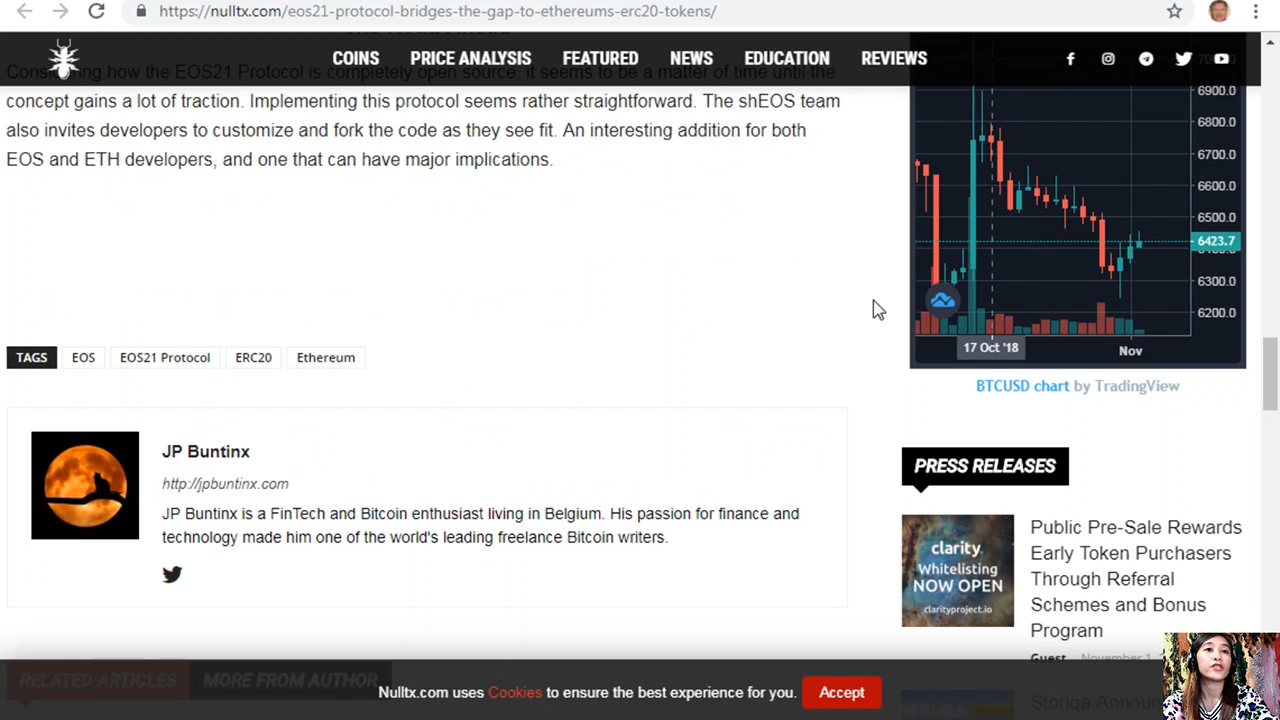 https://nulltx.com/eos21-protocol-bridges-the-gap-to-ethereums-erc20-tokens/
COINS PRICE ANALYSIS FEATURED NEWS EDUCATION REVIEWS
Considering how the EOS21 Protocol is completely open source, it seems to be a matter of time until the
concept gains a lot of traction. Implementing this protocol seems rather straightforward. The shEOS team
also invites developers to customize and fork the code as they see fit. An interesting addition for both
EOS and ETH developers, and one that can have major implications.
6900.0
6800.0
6700.0
6600.0
6500.0
6423.7
6300.0
6200.0
17 Oct '18
Nov
BTCUSD chart by TradingView
TAGS EOS EOS21 Protocol ERC20 Ethereum
JP Buntinx
http://jpbuntinx.com
JP Buntinx is a FinTech and Bitcoin enthusiast living in Belgium. His passion for finance and
technology made him one of the world's leading freelance Bitcoin writers.
PRESS RELEASES
clarity.
Whitelisting
NOW OPEN
clarityproject.io
Public Pre-Sale Rewards
Early Token Purchasers
Through Referral
Schemes and Bonus
Program
Guest November 1,
RELATED ARTICLES MORE FROM AUTHOR
Nulltx.com uses Cookies to ensure the best experience for you. Accept
Storiqa